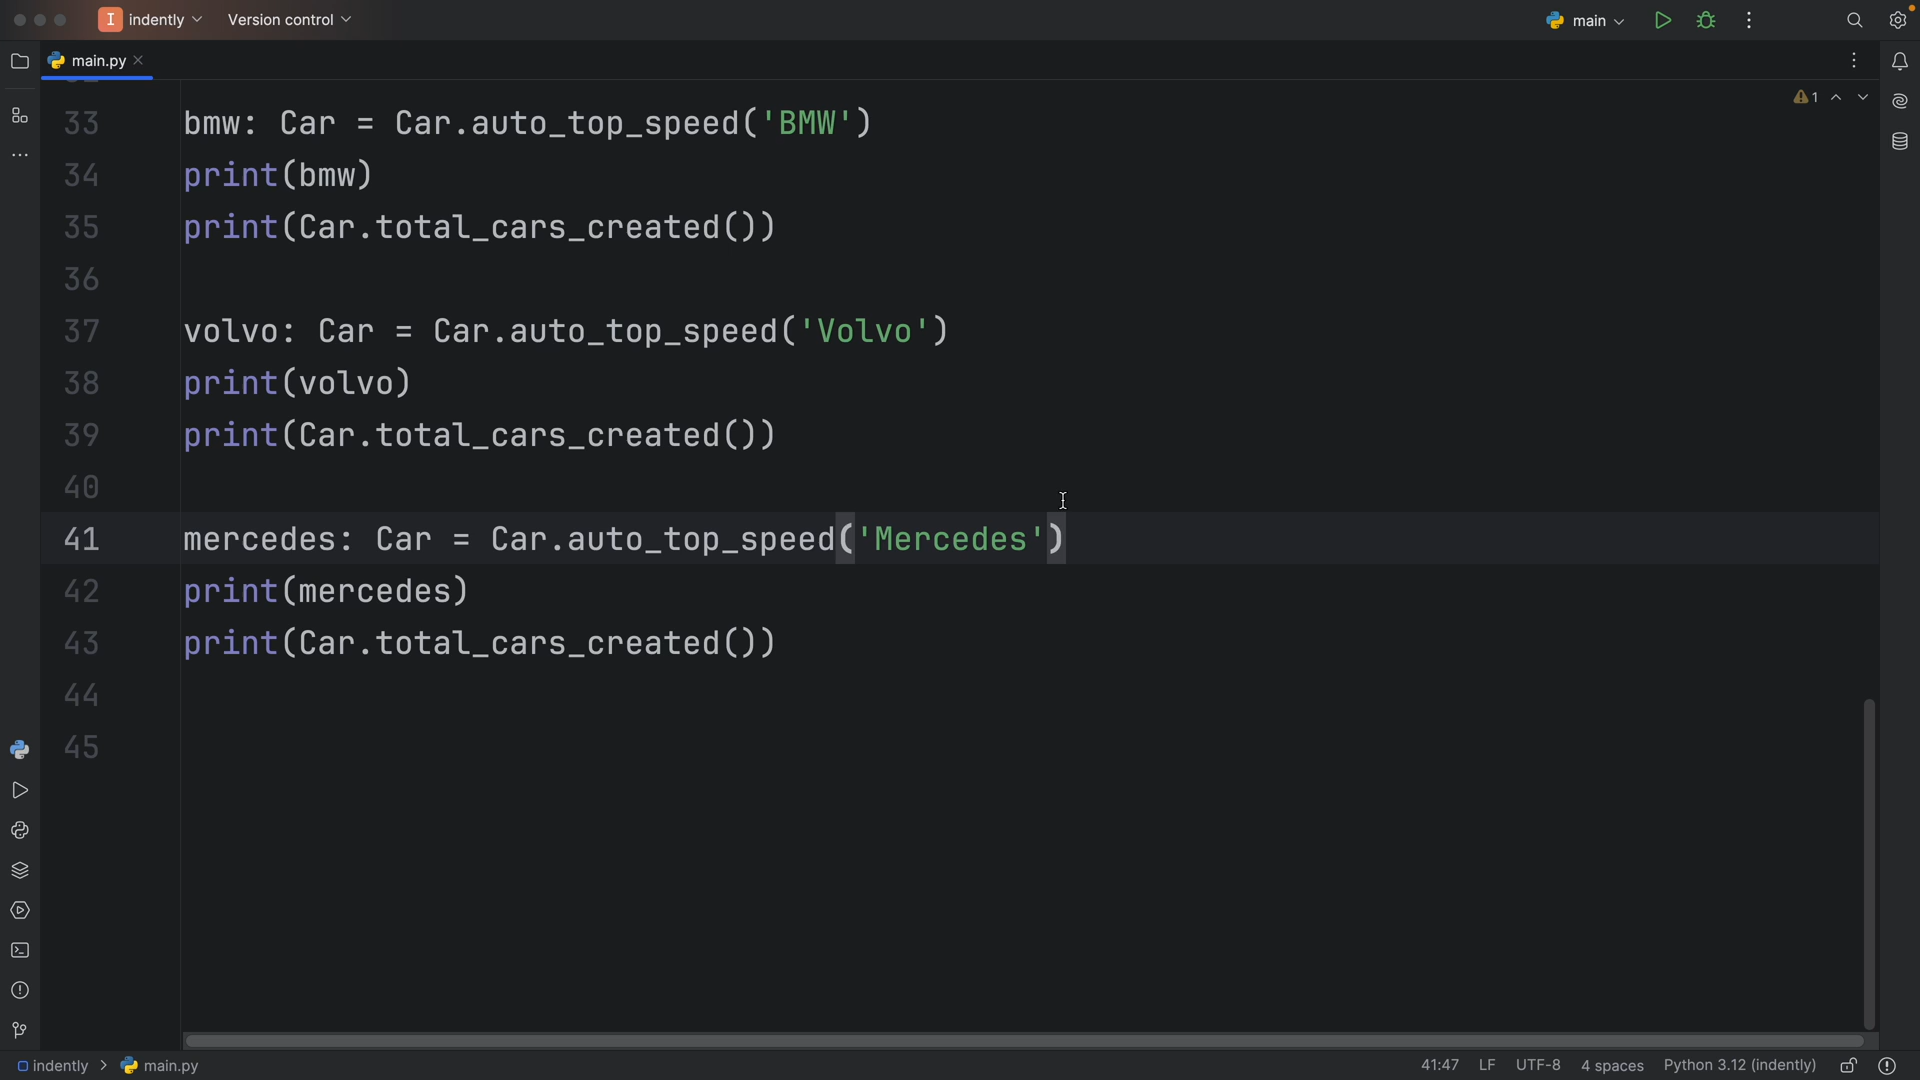 I indently Version control main
main.py
1
33 bmw: Car = Car.auto_top_speed('BMW')
34 print(bmw)
35 print(Car.total_cars_created())
36
37 volvo: Car = Car.auto_top_speed('Volvo')
38 print(volvo)
39 print(Car.total_cars_created())
40
41 mercedes: Car = Car.auto_top_speed('Mercedes')
42 print(mercedes)
43 print(Car.total_cars_created())
44
45
indently > main.py 41:47 LF UTF-8 4 spaces Python 3.12 (indently)